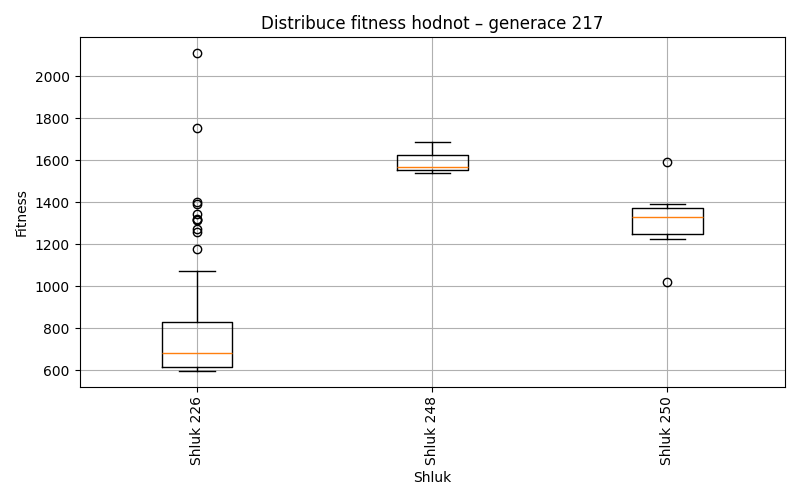 Distribuce fitness hodnot – generace 217
Fitness
2000
1800
1600
1400
1200
1000
800
600
Shluk 226
Shluk 248
Shluk 250
Shluk